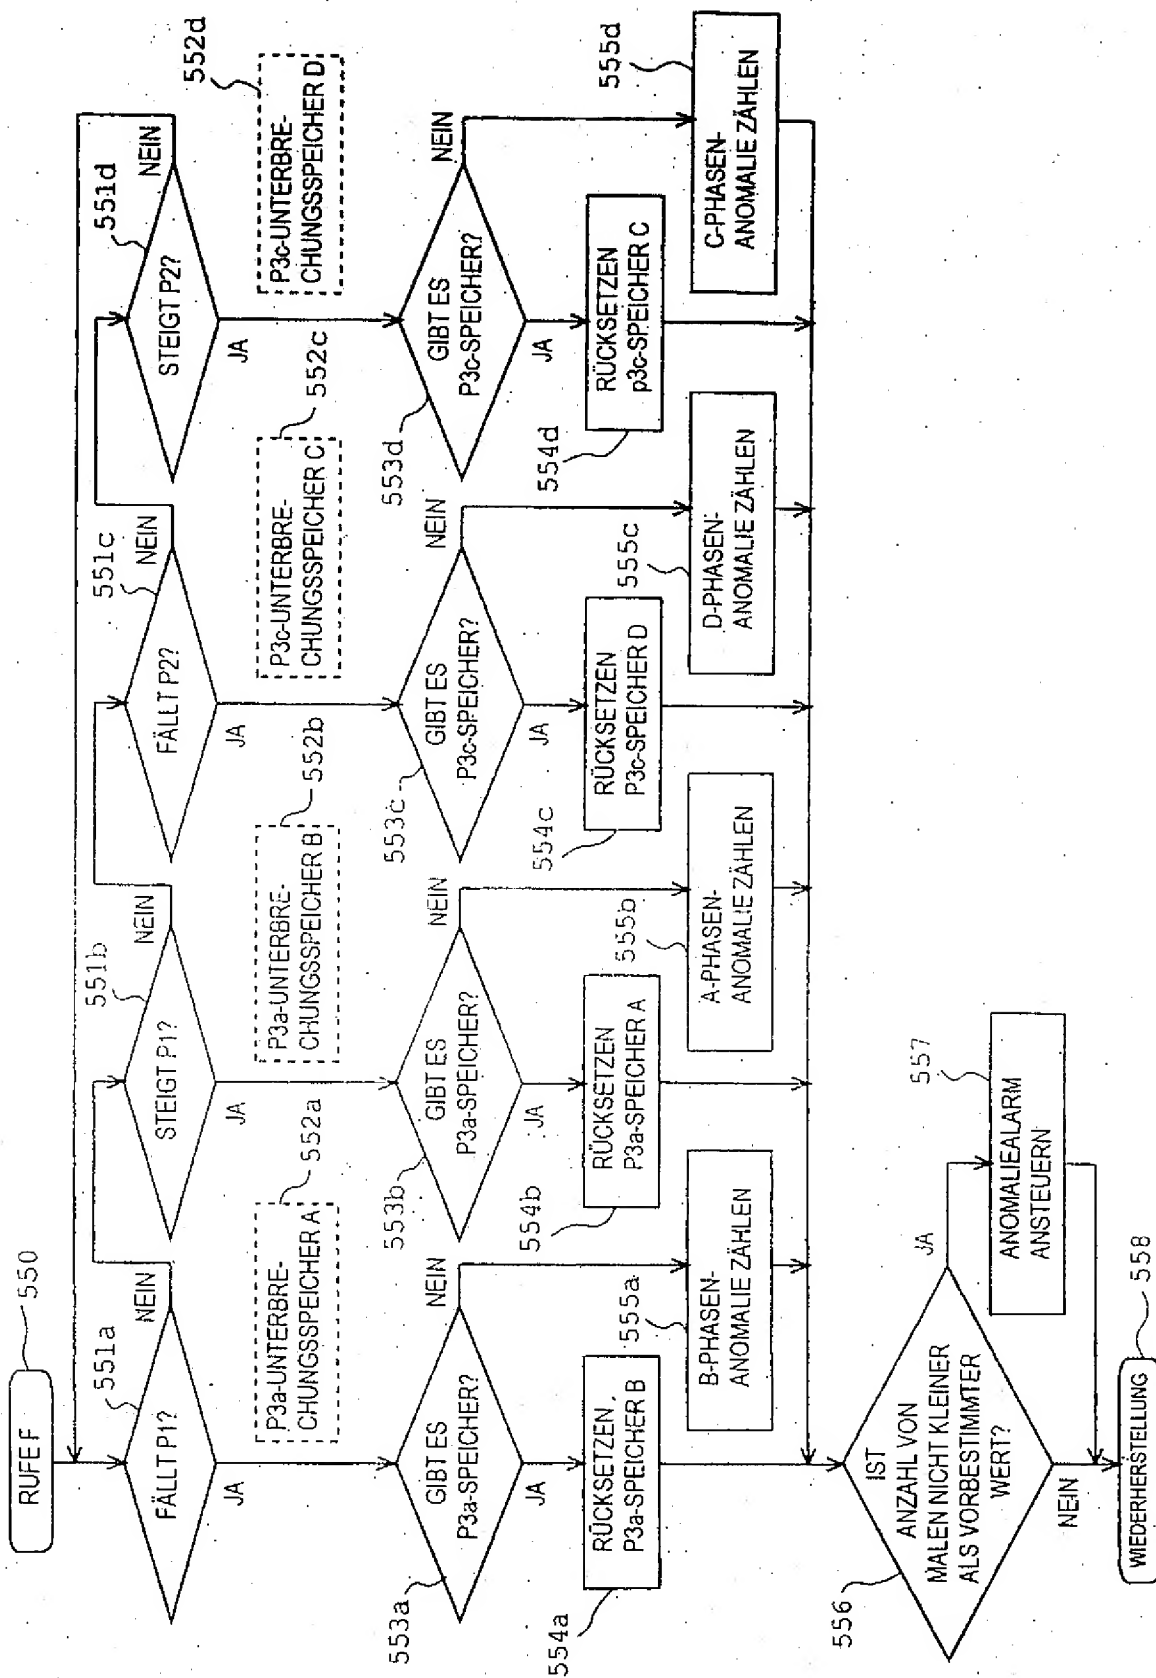 RUFE F
550
FÄLLT P1?
551a
NEIN
JA
STEIGT P1?
551b
NEIN
JA
FÄLLT P2?
551c
NEIN
JA
STEIGT P2?
551d
NEIN
JA
P3a-UNTERBRE-
CHUNGSSPEICHER A
552a
P3a-UNTERBRE-
CHUNGSSPEICHER B
552b
P3c-UNTERBRE-
CHUNGSSPEICHER C
552c
P3c-UNTERBRE-
CHUNGSSPEICHER D
552d
GIBT ES
P3a-SPEICHER?
553a
NEIN
JA
GIBT ES
P3a-SPEICHER?
553b
NEIN
JA
GIBT ES
P3c-SPEICHER?
553c
NEIN
JA
GIBT ES
P3c-SPEICHER?
553d
NEIN
JA
RÜCKSETZEN
P3a-SPEICHER B
554a
RÜCKSETZEN
P3a-SPEICHER A
554b
RÜCKSETZEN
P3c-SPEICHER D
554c
RÜCKSETZEN
p3c-SPEICHER C
554d
B-PHASEN-
ANOMALIE ZÄHLEN
555a
A-PHASEN-
ANOMALIE ZÄHLEN
555b
D-PHASEN-
ANOMALIE ZÄHLEN
555c
C-PHASEN-
ANOMALIE ZÄHLEN
555d
IST
ANZAHL VON
MALEN NICHT KLEINER
ALS VORBESTIMMTER
WERT?
556
JA
NEIN
ANOMALIEALARM
ANSTEUERN
557
WIEDERHERSTELLUNG
558